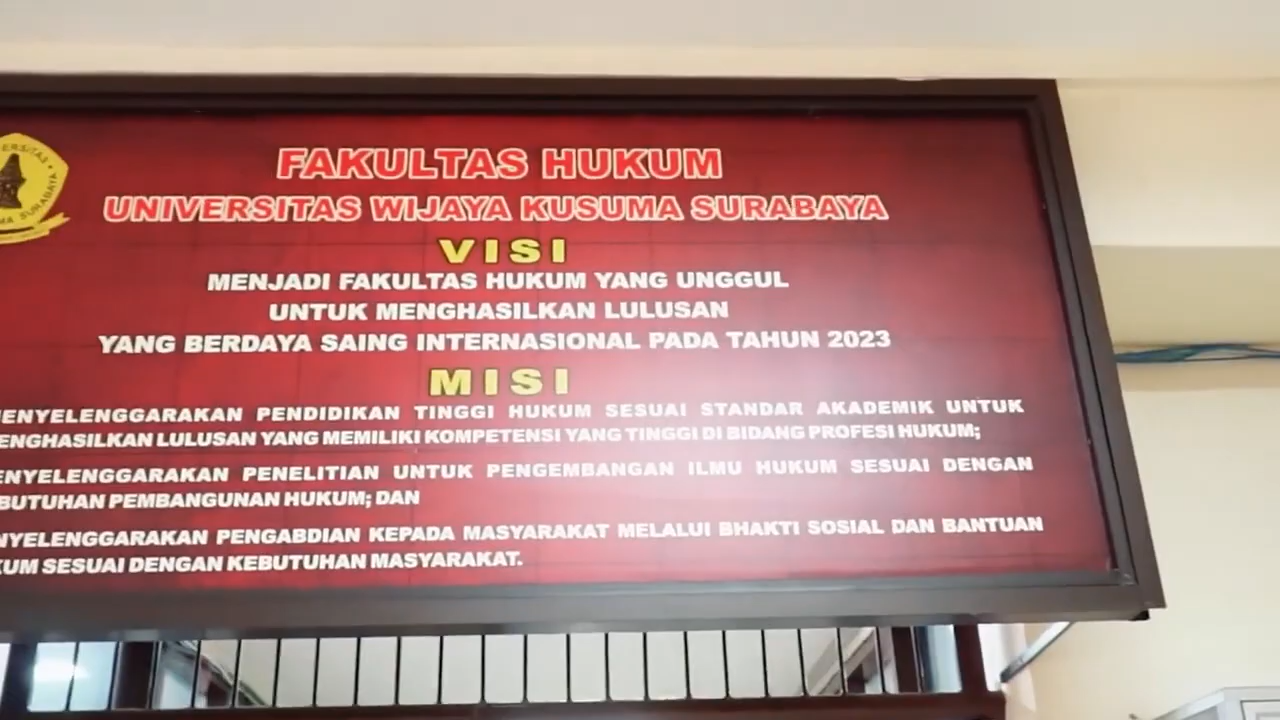 FAKULTAS HUKUM
UNIVERSITAS WIJAYA KUSUMA SURABAYA
VISI
MENJADI FAKULTAS HUKUM YANG UNGGUL
UNTUK MENGHASILKAN LULUSAN
YANG BERDAYA SAING INTERNASIONAL PADA TAHUN 2023
MISI
ENYELENGGARAKAN PENDIDIKAN TINGGI HUKUM SESUAI STANDAR AKADEMIK UNTUK
ENGHASILKAN LULUSAN YANG MEMILIKI KOMPETENSI YANG TINGGI DI BIDANG PROFESI HUKUM;
ENYELENGGARAKAN PENELITIAN UNTUK PENGEMBANGAN ILMU HUKUM SESUAI DENGAN
BUTUHAN PEMBANGUNAN HUKUM; DAN
NYELENGGARAKAN PENGABDIAN KEPADA MASYARAKAT MELALUI BHAKTI SOSIAL DAN BANTUAN
KUM SESUAI DENGAN KEBUTUHAN MASYARAKAT.